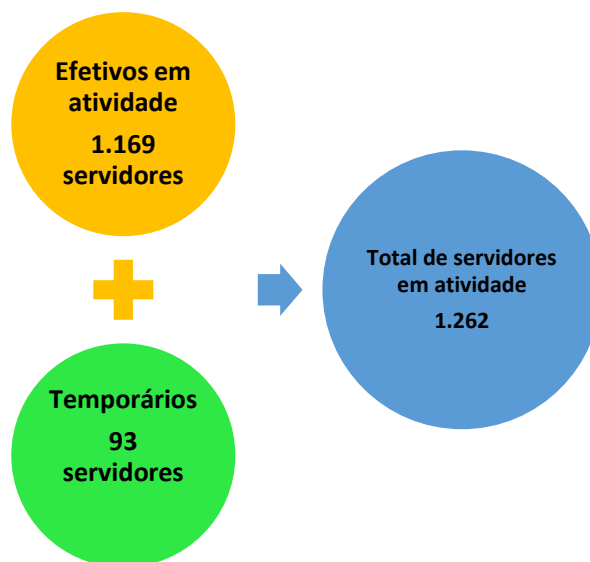 Efetivos em
atividade
1.169
servidores
Total de servidores
em atividade
1.262
Temporários
93
servidores